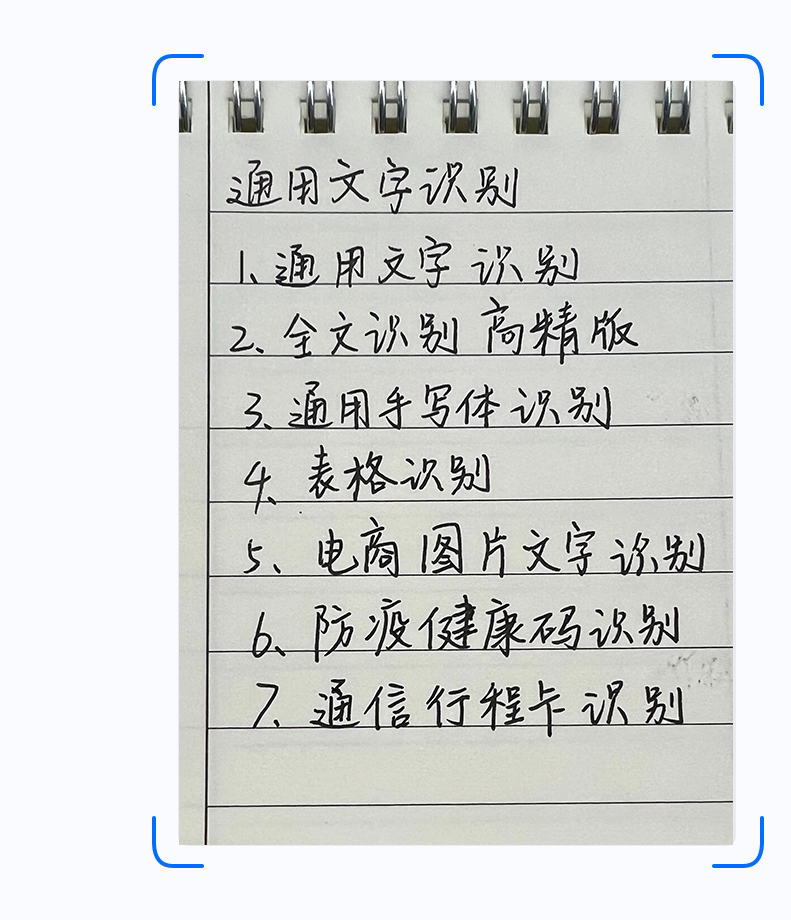 通用文字识别
1、通用文字识别
2、全文识别 高精版
3、通用手写体识别
4、表格识别
5、电商图片文字识别
6、防疫健康码识别
7、通信行程卡识别